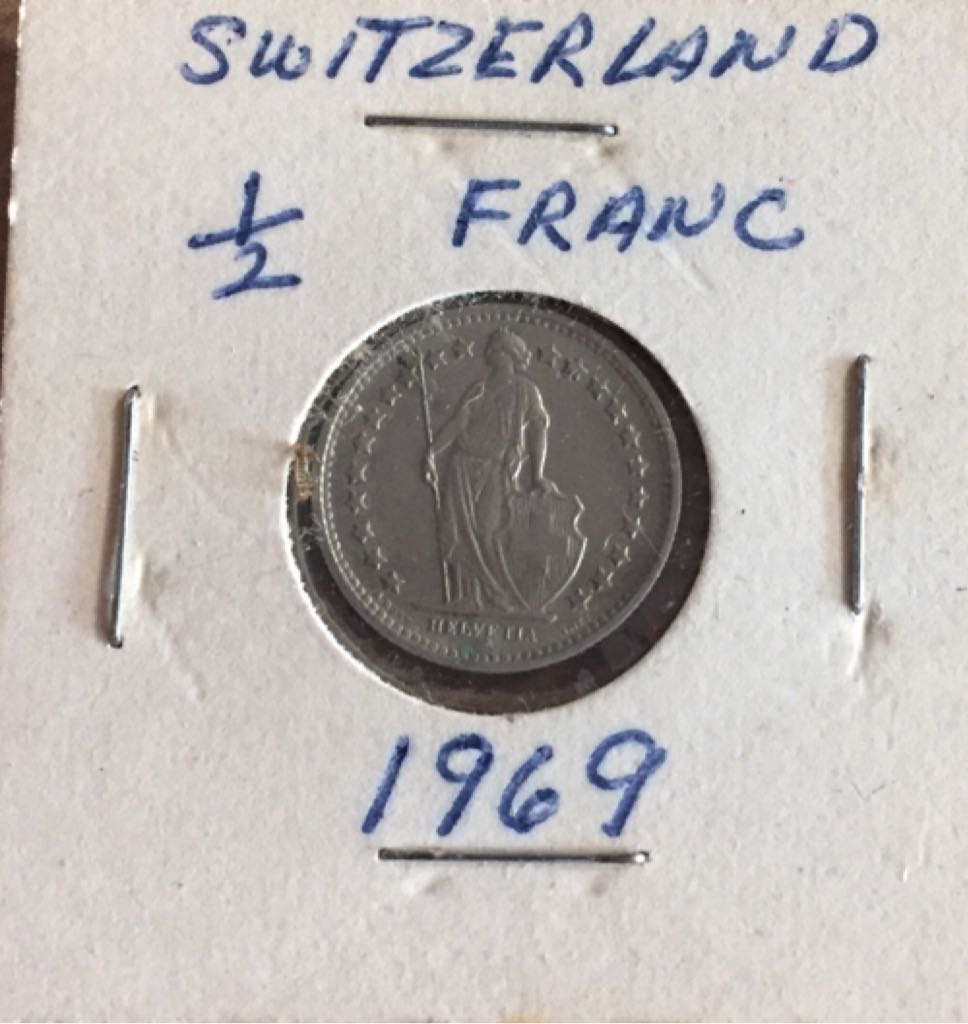 SWITZERLAND
1/2 FRANC
HELVETIA
1969